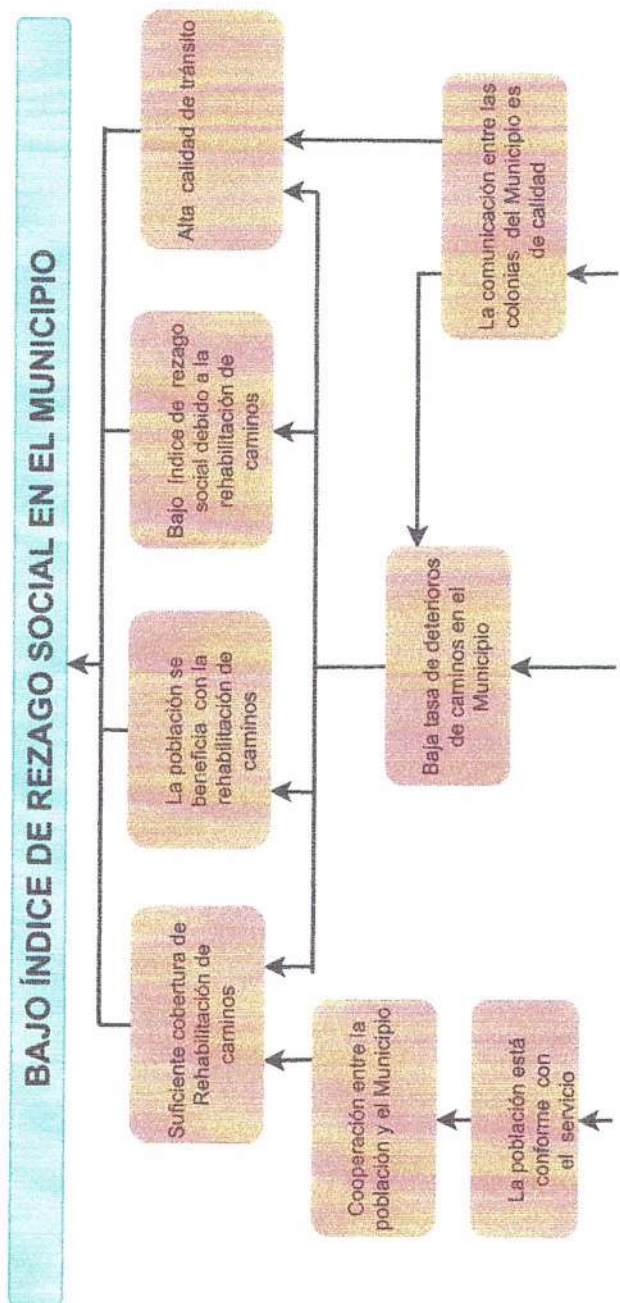 BAJO ÍNDICE DE REZAGO SOCIAL EN EL MUNICIPIO
Suficiente cobertura de
Rehabilitación de
caminos
La población se
beneficia con la
rehabilitación de
caminos
Bajo Índice de rezago
social debido a la
rehabilitación de
caminos
Alta calidad de tránsito
Cooperación entre la
población y el Municipio
Baja tasa de deterioros
de caminos en el
Municipio
La comunicación entre las
colonias del Municipio es
de calidad
La población está
conforme con
el servicio